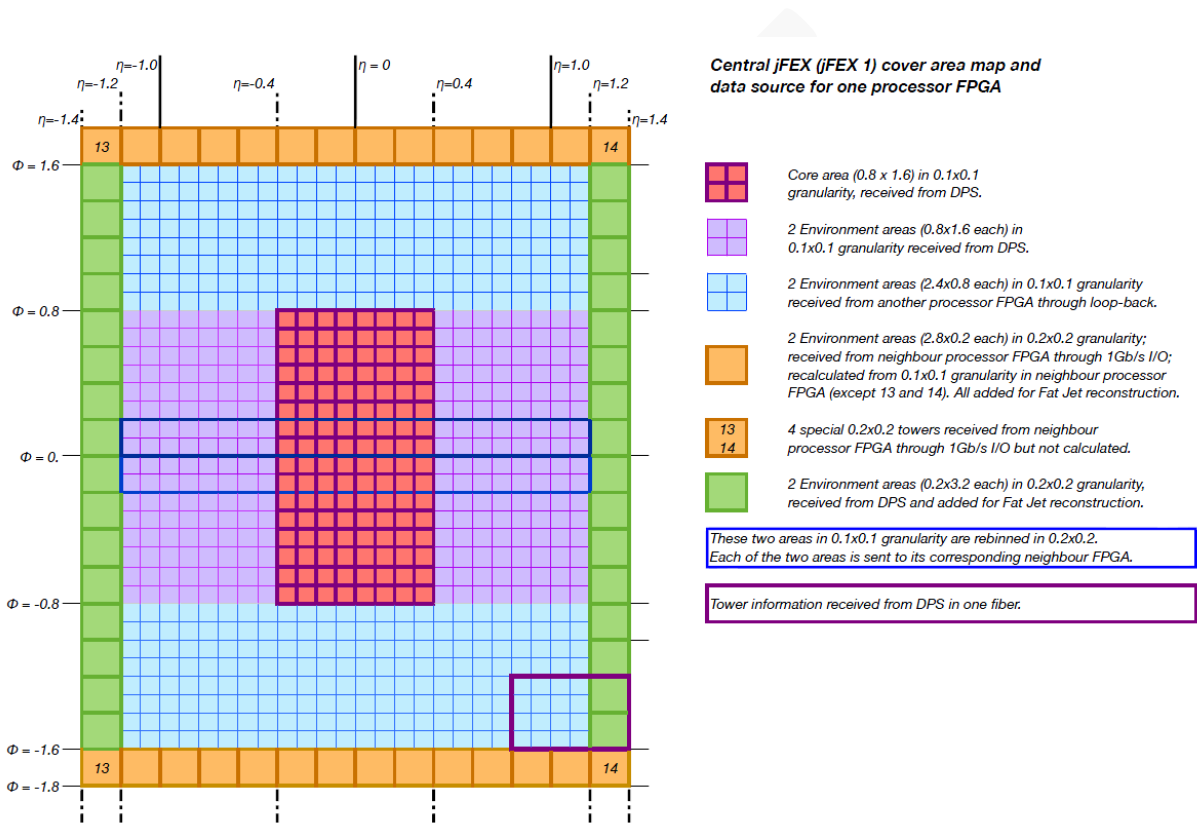 η=-1.0
η = 0
η=1.0
η=-1.2
η=-0.4
η=0.4
η=1.2
η=-1.4
η=1.4
13
14
Φ = 1.6
Φ = 0.8
Φ = 0.
Φ = -0.8
Φ = -1.6
13
14
Φ = -1.8
Central jFEX (jFEX 1) cover area map and
data source for one processor FPGA
Core area (0.8 x 1.6) in 0.1x0.1
granularity, received from DPS.
2 Environment areas (0.8x1.6 each) in
0.1x0.1 granularity received from DPS.
2 Environment areas (2.4x0.8 each) in 0.1x0.1 granularity
received from another processor FPGA through loop-back.
2 Environment areas (2.8x0.2 each) in 0.2x0.2 granularity;
received from neighbour processor FPGA through 1Gb/s I/O;
recalculated from 0.1x0.1 granularity in neighbour processor
FPGA (except 13 and 14). All added for Fat Jet reconstruction.
13
14
4 special 0.2x0.2 towers received from neighbour
processor FPGA through 1Gb/s I/O but not calculated.
2 Environment areas (0.2x3.2 each) in 0.2x0.2 granularity,
received from DPS and added for Fat Jet reconstruction.
These two areas in 0.1x0.1 granularity are rebinned in 0.2x0.2.
Each of the two areas is sent to its corresponding neighbour FPGA.
Tower information received from DPS in one fiber.